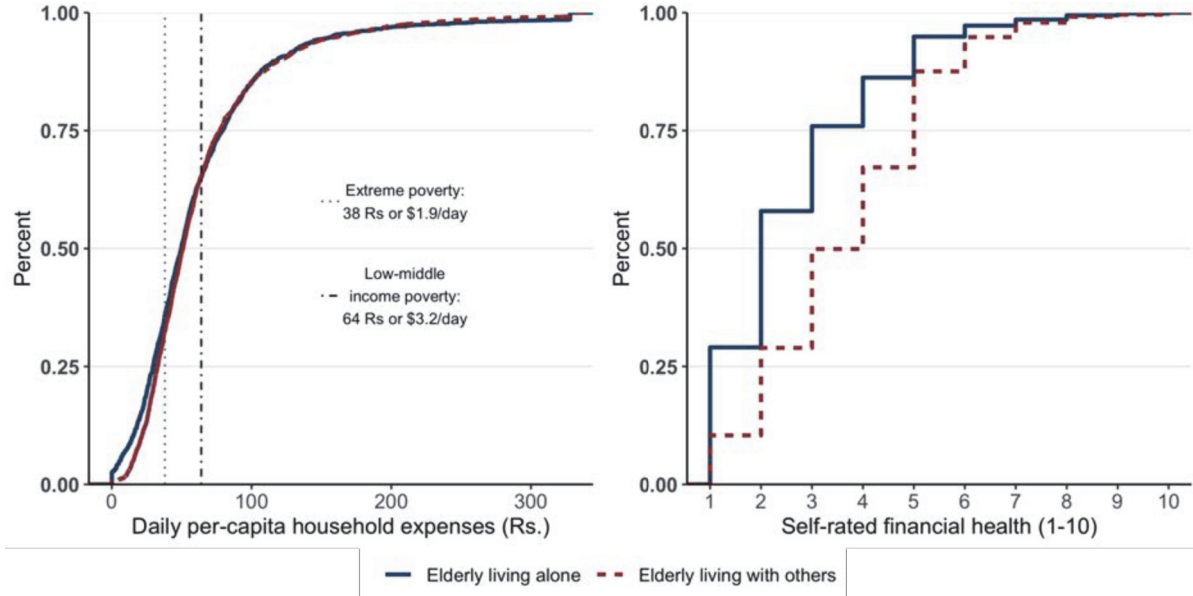 1.00
0.75
0.50
0.25
0.00
Percent
Extreme poverty:
38 Rs or $1.9/day
Low-middle
income poverty:
64 Rs or $3.2/day
0 100 200 300
Daily per-capita household expenses (Rs.)
1.00
0.75
0.50
0.25
0.00
Percent
1 2 3 4 5 6 7 8 9 10
Self-rated financial health (1-10)
Elderly living alone Elderly living with others